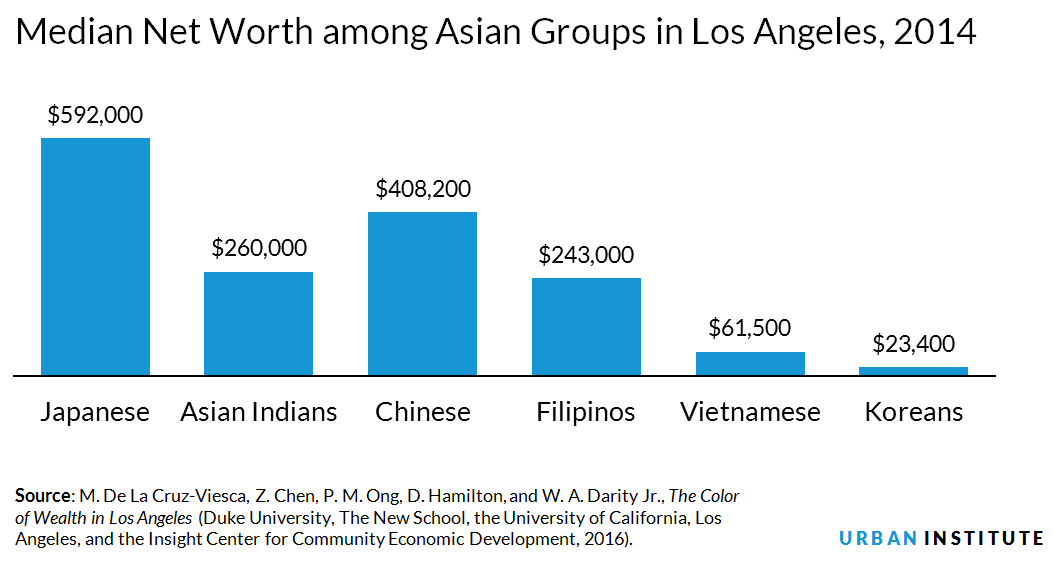 Median Net Worth among Asian Groups in Los Angeles, 2014
$592,000
$260,000
$408,200
$243,000
$61,500
$23,400
Japanese
Asian Indians
Chinese
Filipinos
Vietnamese
Koreans
Source: M. De La Cruz-Viesca, Z. Chen, P. M. Ong, D. Hamilton, and W. A. Darity Jr., The Color
of Wealth in Los Angeles (Duke University, The New School, the University of California, Los
Angeles, and the Insight Center for Community Economic Development, 2016).
URBAN INSTITUTE